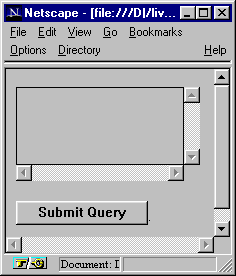 Netscape - [file:///D|/liv...
File Edit View Go Bookmarks
Options Directory Help
Submit Query
Document: I